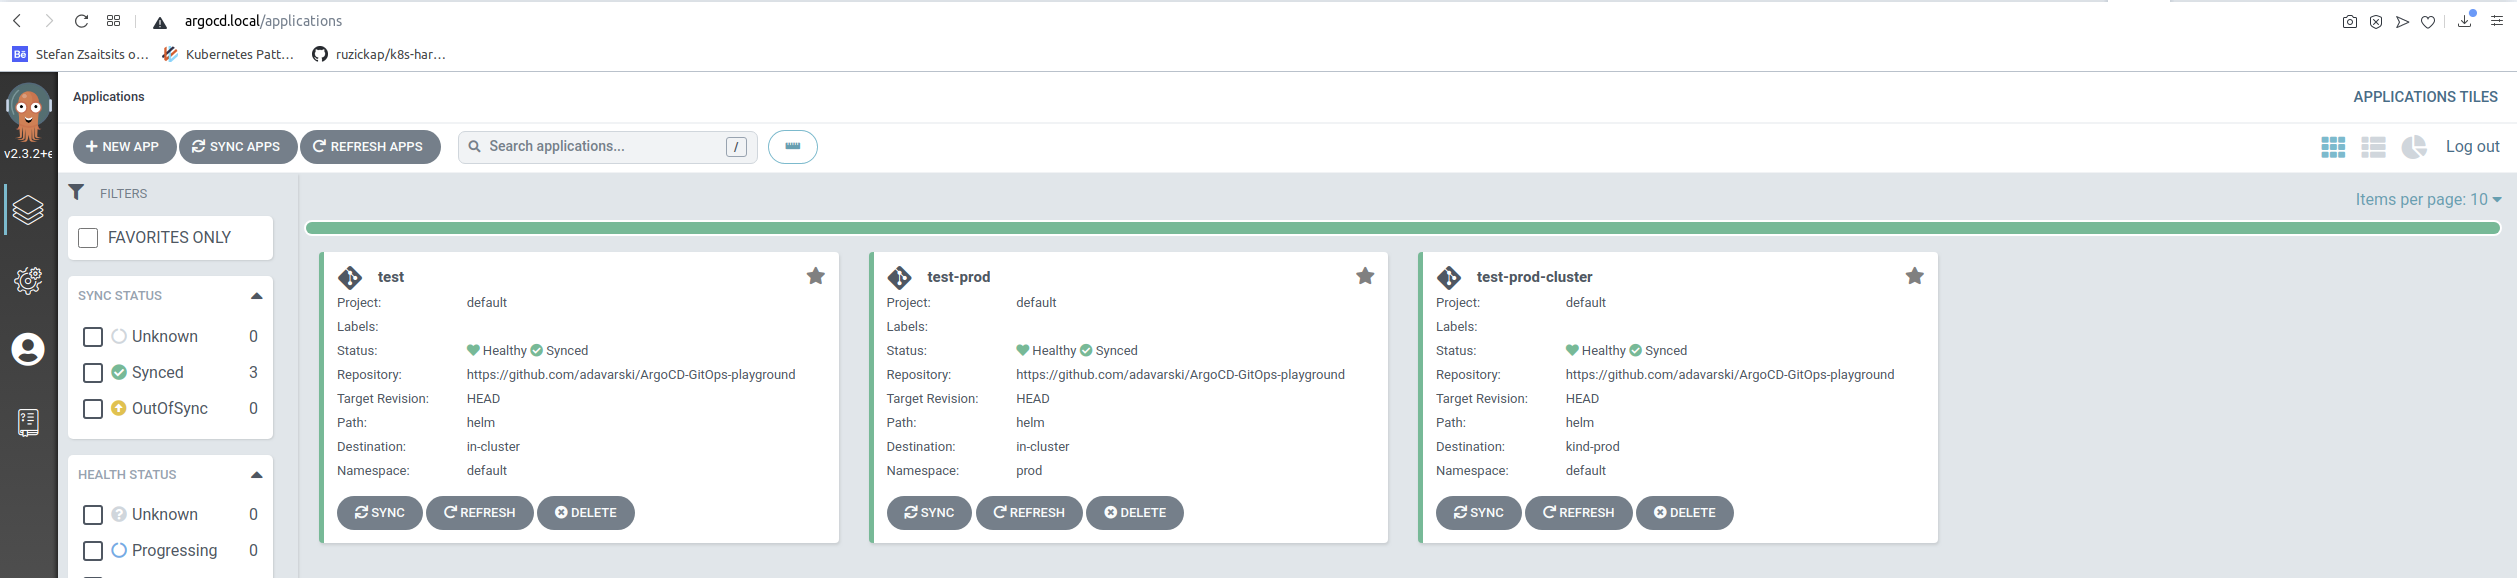 argocd.local/applications
Bē Stefan Zsaitsits o... Kubernetes Patt... ruzickap/k8s-har...
Applications APPLICATIONS TILES
v2.3.2+
NEW APP SYNC APPS REFRESH APPS Search applications... / Log out
FILTERS
Items per page: 10
FAVORITES ONLY
SYNC STATUS
Unknown 0
Synced 3
OutOfSync 0
HEALTH STATUS
Unknown 0
Progressing 0
test
Project: default
Labels:
Status: Healthy Synced
Repository: https://github.com/adavarski/ArgoCD-GitOps-playground
Target Revision: HEAD
Path: helm
Destination: in-cluster
Namespace: default
SYNC REFRESH DELETE
test-prod
Project: default
Labels:
Status: Healthy Synced
Repository: https://github.com/adavarski/ArgoCD-GitOps-playground
Target Revision: HEAD
Path: helm
Destination: in-cluster
Namespace: prod
SYNC REFRESH DELETE
test-prod-cluster
Project: default
Labels:
Status: Healthy Synced
Repository: https://github.com/adavarski/ArgoCD-GitOps-playground
Target Revision: HEAD
Path: helm
Destination: kind-prod
Namespace: default
SYNC REFRESH DELETE